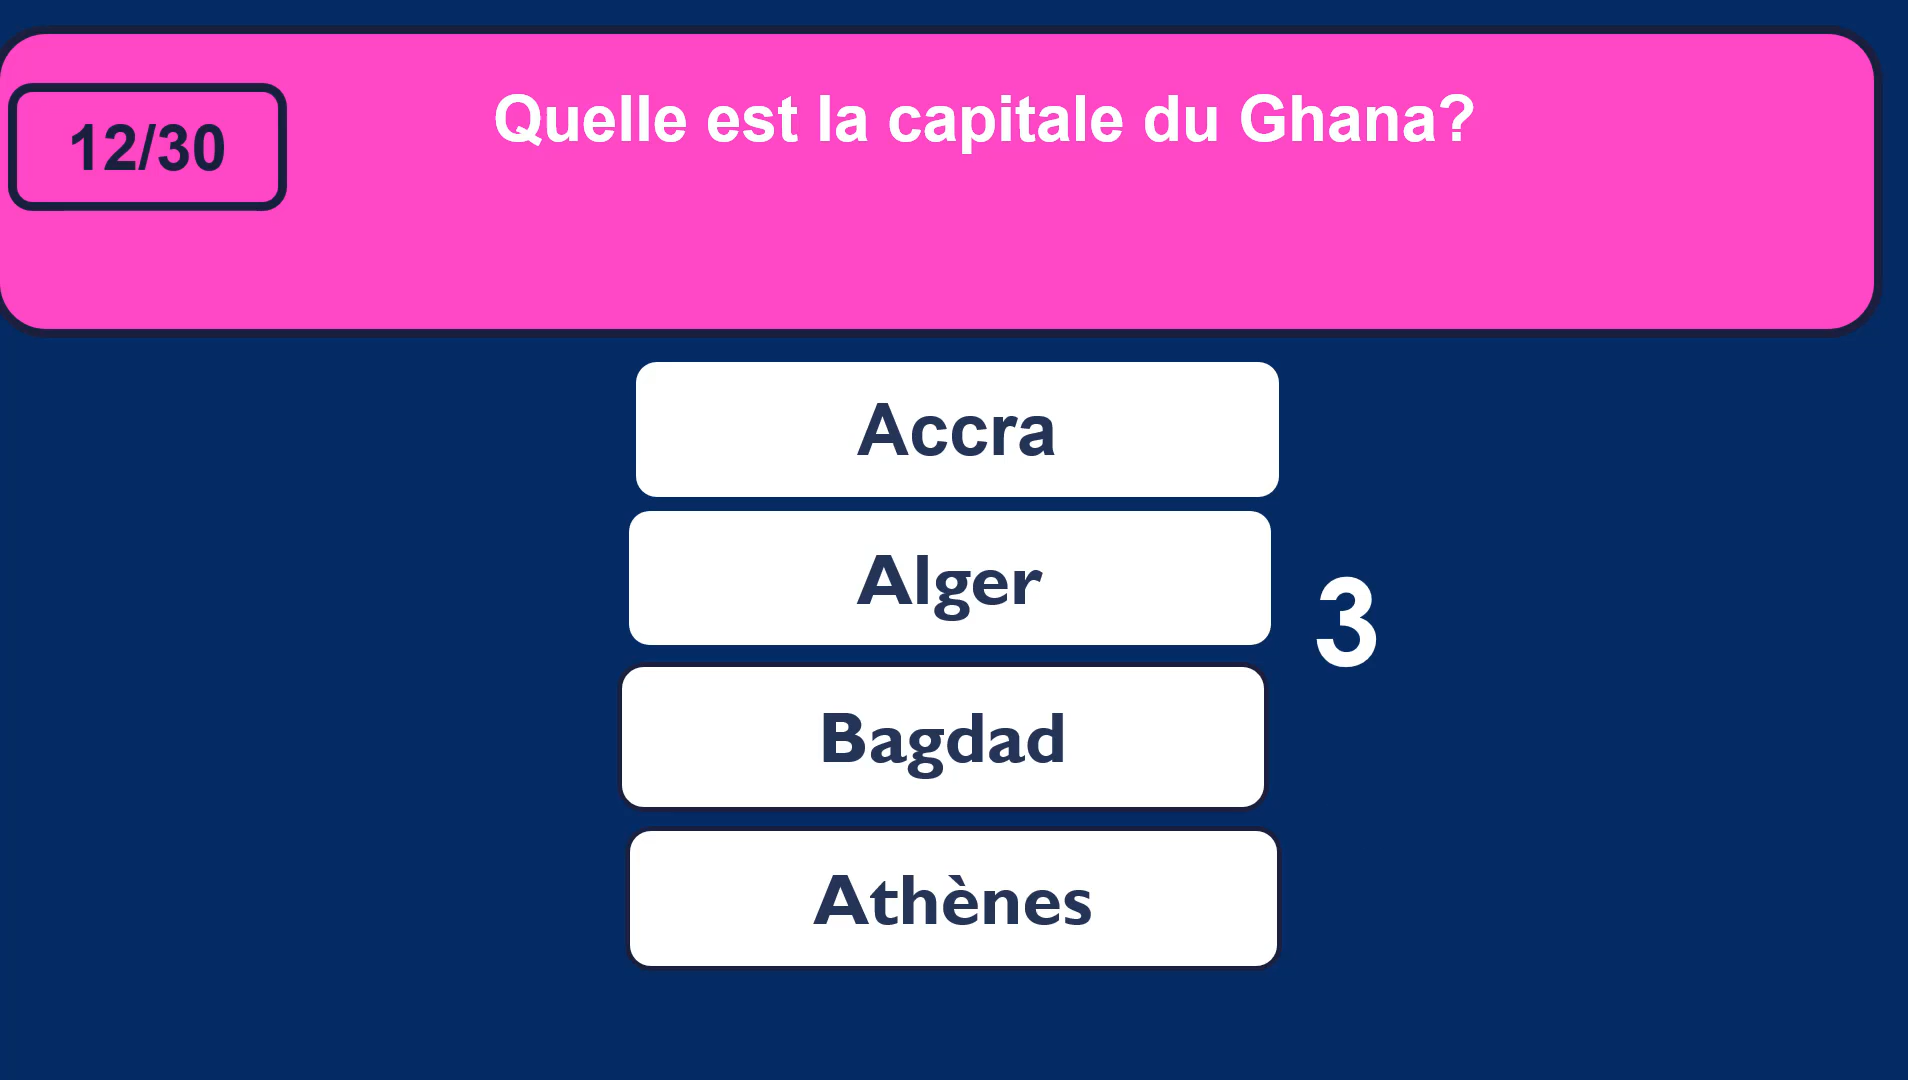 12/30
Quelle est la capitale du Ghana?
Accra
Alger
3
Bagdad
Athènes